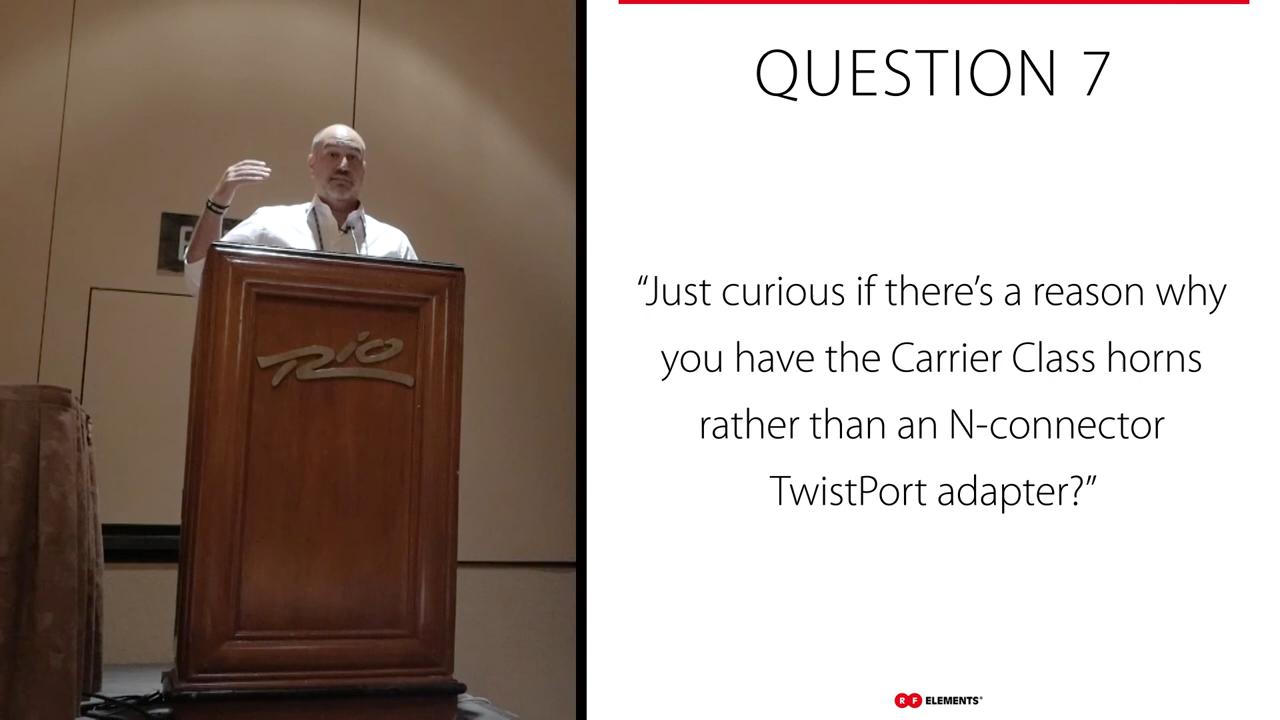 Rio
QUESTION 7
“Just curious if there’s a reason why
you have the Carrier Class horns
rather than an N-connector
TwistPort adapter?”
RF ELEMENTS®